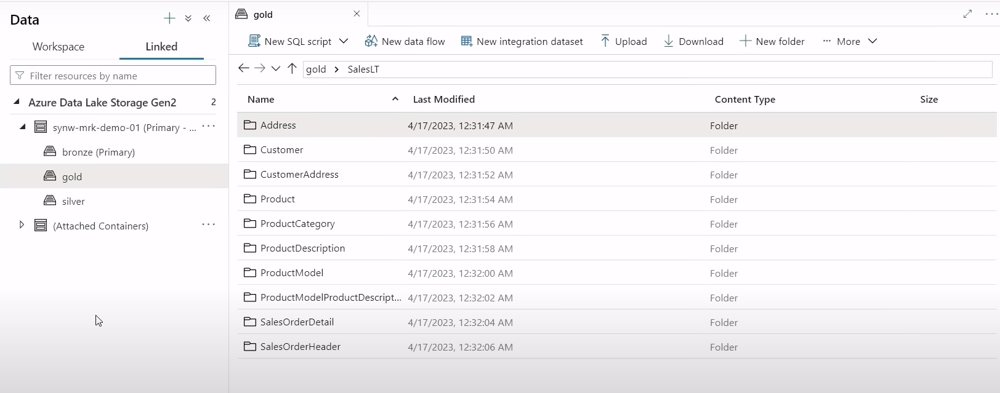 Data
Workspace
Linked
Filter resources by name
Azure Data Lake Storage Gen2 2
synw-mrk-demo-01 (Primary - ...
bronze (Primary)
gold
silver
(Attached Containers)
gold
New SQL script
New data flow
New integration dataset
Upload
Download
New folder
More
gold > SalesLT
Name Last Modified Content Type Size
Address 4/17/2023, 12:31:47 AM Folder
Customer 4/17/2023, 12:31:50 AM Folder
CustomerAddress 4/17/2023, 12:31:52 AM Folder
Product 4/17/2023, 12:31:54 AM Folder
ProductCategory 4/17/2023, 12:31:56 AM Folder
ProductDescription 4/17/2023, 12:31:58 AM Folder
ProductModel 4/17/2023, 12:32:00 AM Folder
ProductModelProductDescript... 4/17/2023, 12:32:02 AM Folder
SalesOrderDetail 4/17/2023, 12:32:04 AM Folder
SalesOrderHeader 4/17/2023, 12:32:06 AM Folder